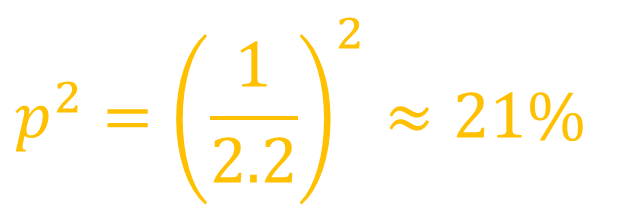 p² = (1/2.2)² ≈ 21%